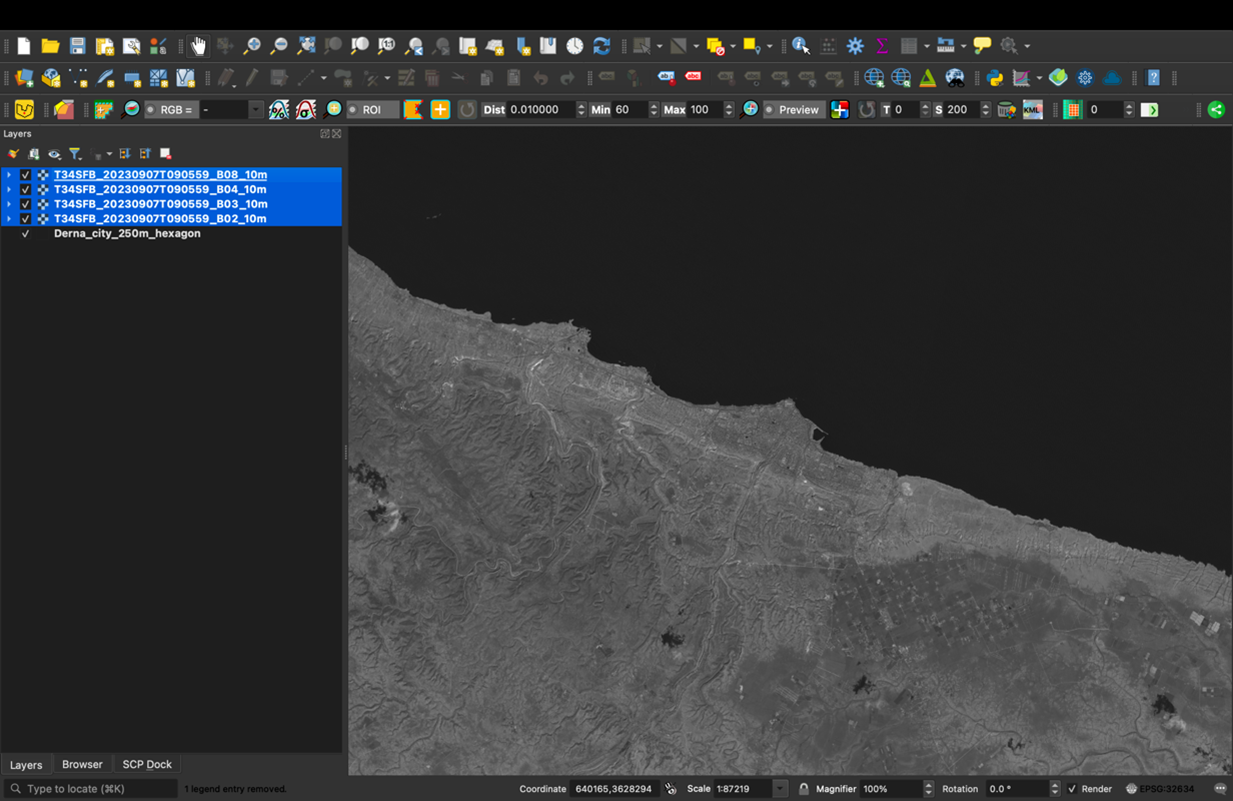 RGB =
-
ROI
Dist 0.010000
Min 60
Max 100
Preview
T 0
S 200
KML
0
Layers
T34SFB_20230907T090559_B08_10m
T34SFB_20230907T090559_B04_10m
T34SFB_20230907T090559_B03_10m
T34SFB_20230907T090559_B02_10m
Derna_city_250m_hexagon
Layers
Browser
SCP Dock
Type to locate (⌘K)
1 legend entry removed.
Coordinate 640165,3628294
Scale 1:87219
Magnifier 100%
Rotation 0.0 °
Render
EPSG:32634